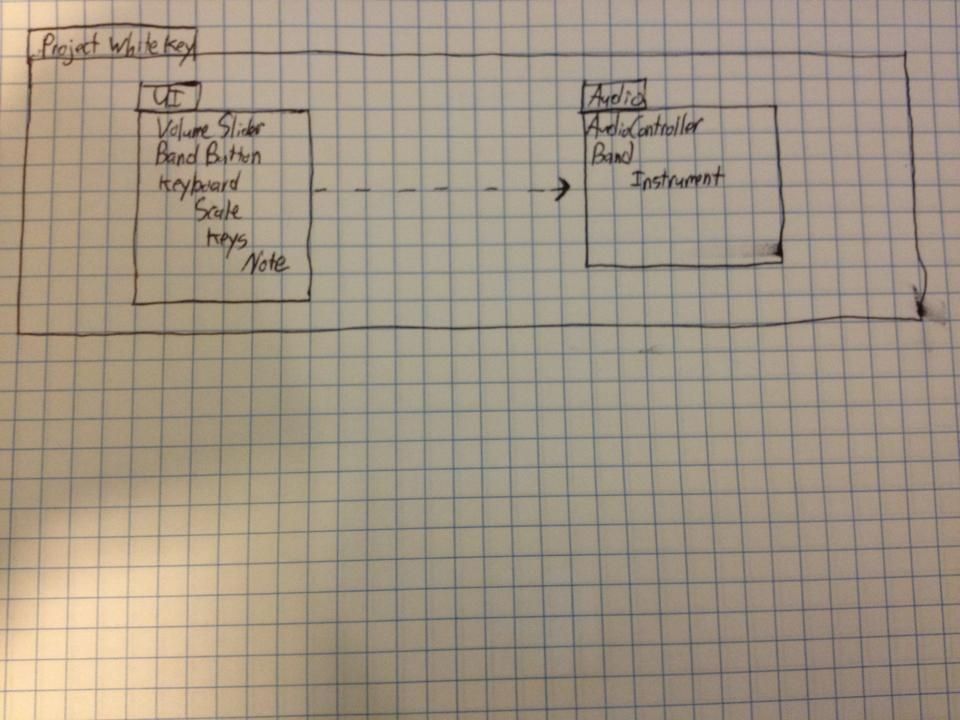 Project White Key
UI
Volume Slider
Band Button
Keyboard
Scale
Keys
Note
Audio
AudioController
Band
Instrument